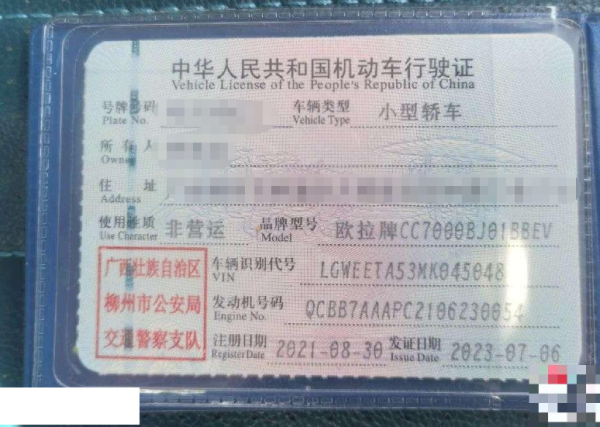 中华人民共和国机动车行驶证
Vehicle License of the People's Republic of China
号牌号码 车辆类型 小型轿车
Plate No. Vehicle Type
所有人
Owner
住址
Address
使用性质 非营运 品牌型号 欧拉牌CC7000BJ01BBEV
Use Character Model
广西壮族自治区
柳州市公安局
交通警察支队
车辆识别代号 LGWEETA53MK045048
VIN
发动机号码 QCBB7AAAPC2106230054
Engine No.
注册日期 2021-08-30 发证日期 2023-07-06
Register Date Issue Date